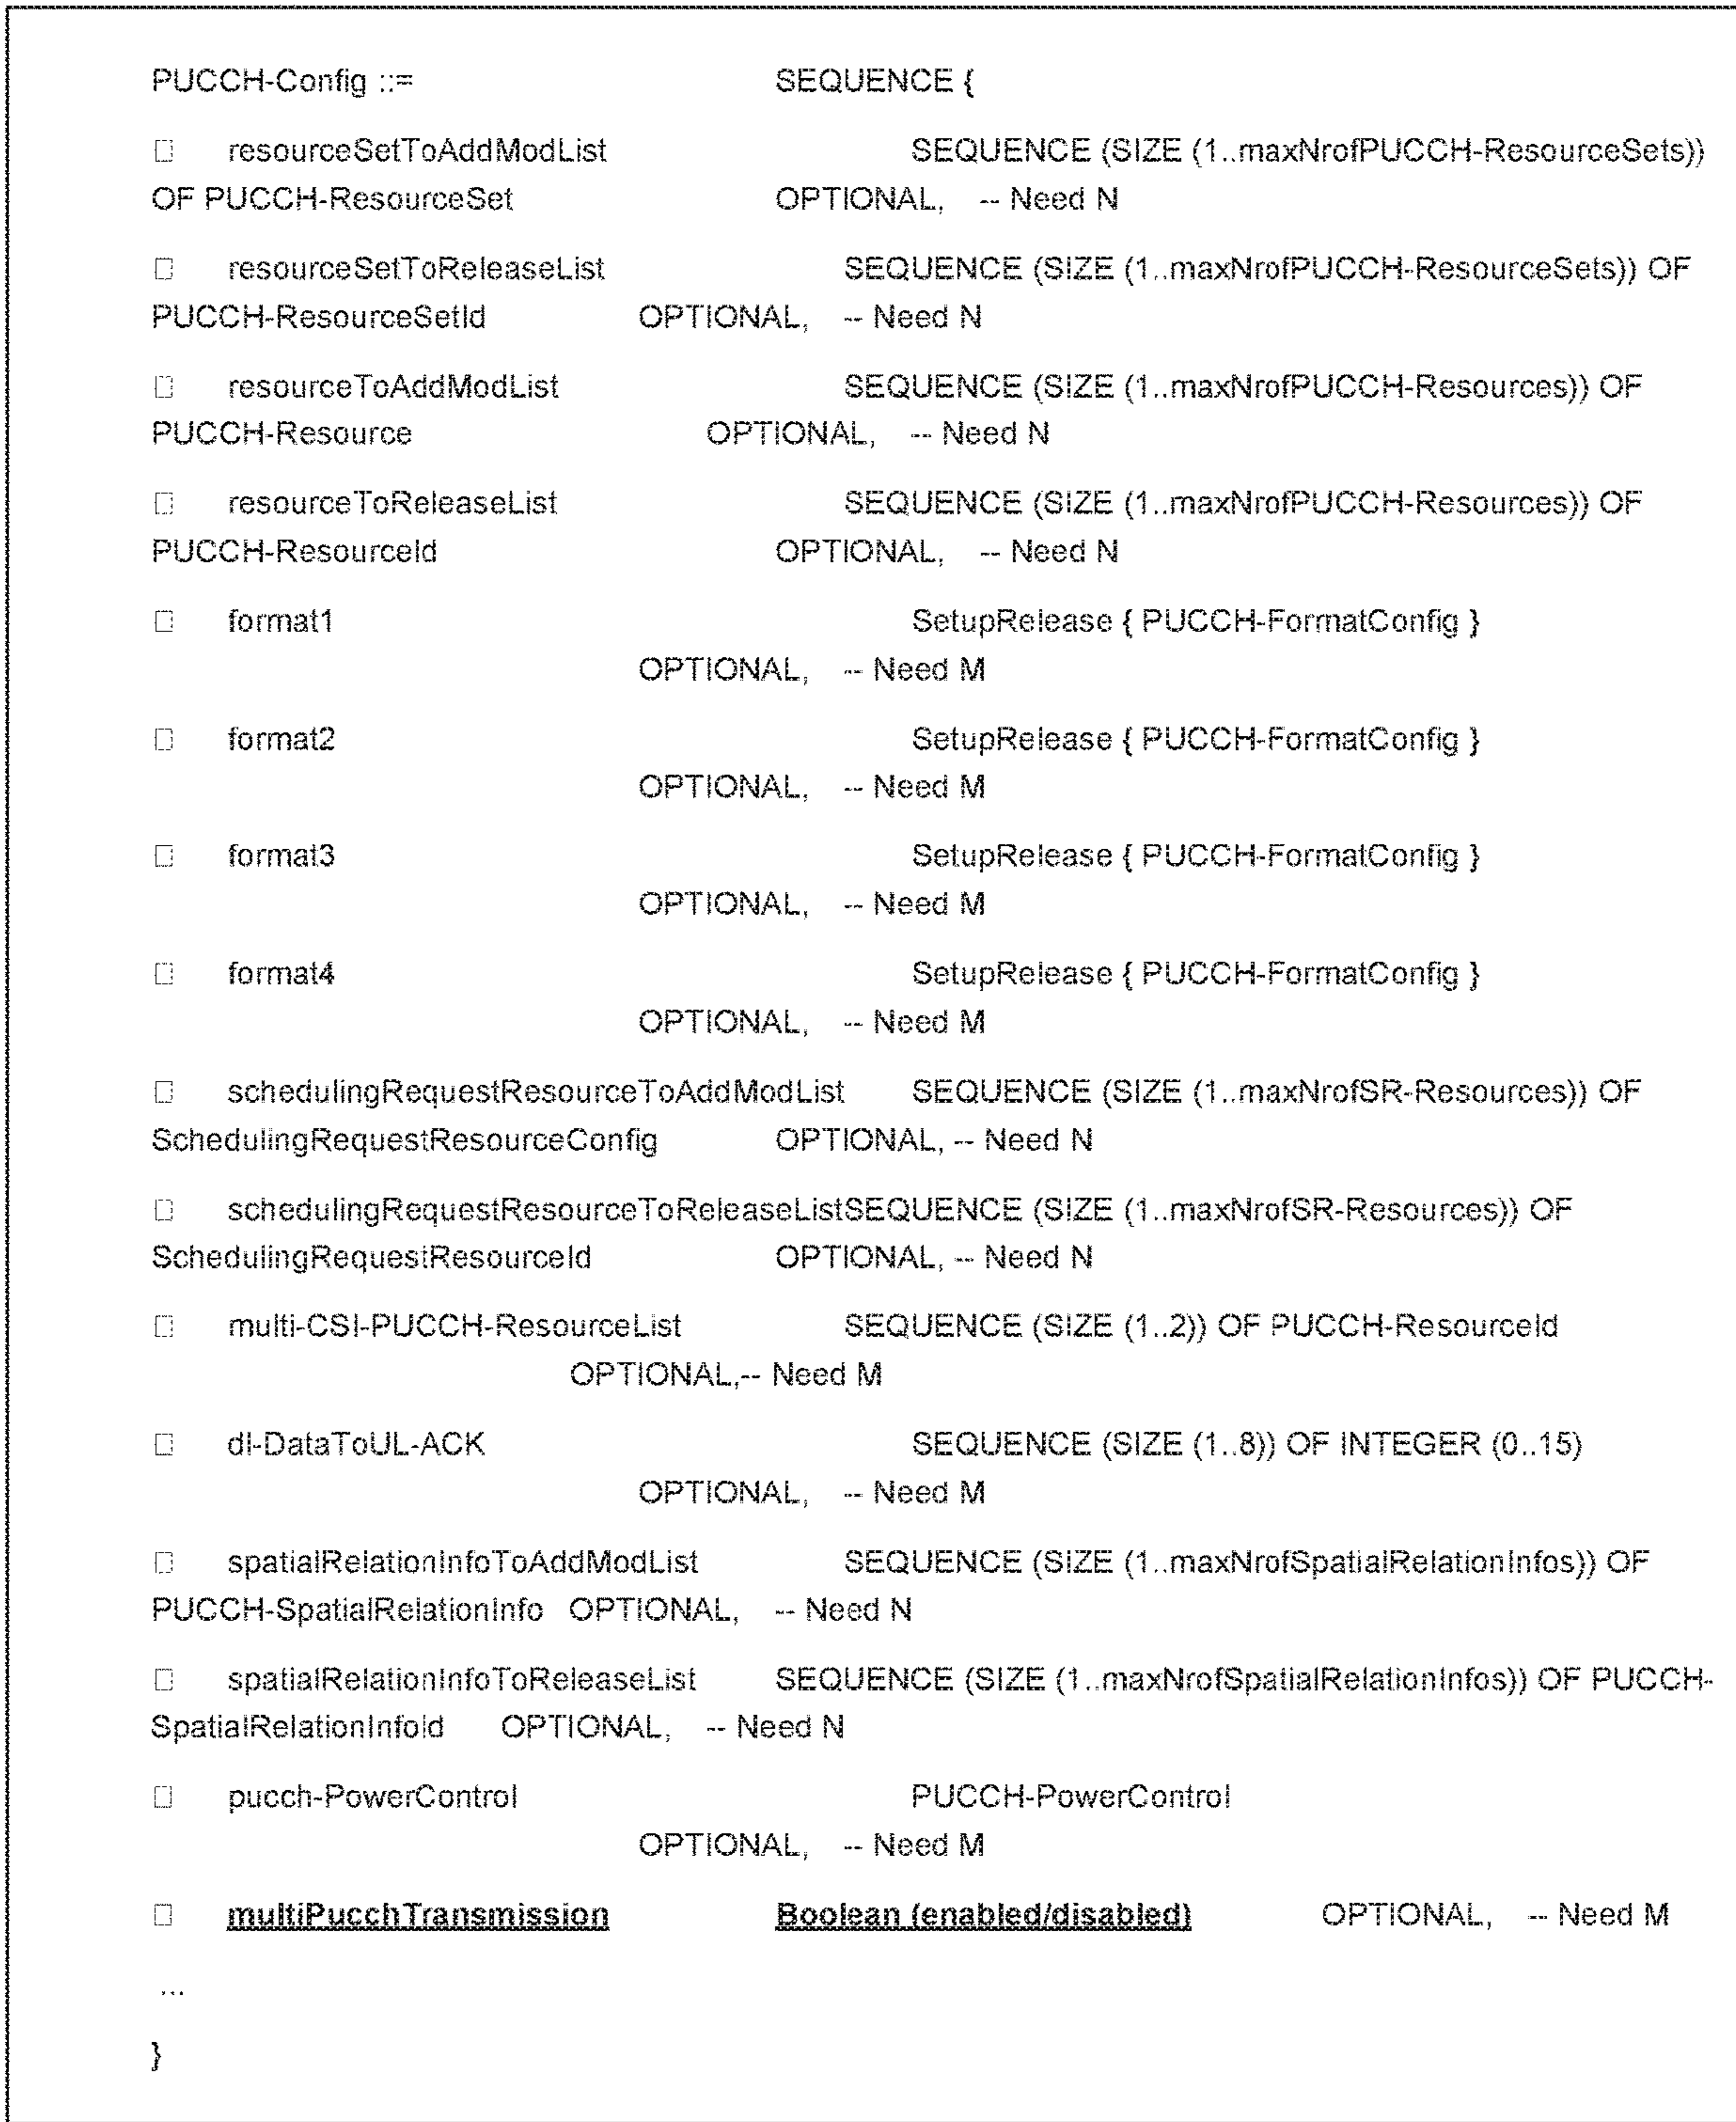 PUCCH-Config ::= SEQUENCE {
resourceSetToAddModList SEQUENCE (SIZE (1..maxNrofPUCCH-ResourceSets))
OF PUCCH-ResourceSet OPTIONAL, -- Need N
resourceSetToReleaseList SEQUENCE (SIZE (1..maxNrofPUCCH-ResourceSets)) OF
PUCCH-ResourceSetId OPTIONAL, -- Need N
resourceToAddModList SEQUENCE (SIZE (1..maxNrofPUCCH-Resources)) OF
PUCCH-Resource OPTIONAL, -- Need N
resourceToReleaseList SEQUENCE (SIZE (1..maxNrofPUCCH-Resources)) OF
PUCCH-ResourceId OPTIONAL, -- Need N
format1 SetupRelease { PUCCH-FormatConfig }
OPTIONAL, -- Need M
format2 SetupRelease { PUCCH-FormatConfig }
OPTIONAL, -- Need M
format3 SetupRelease { PUCCH-FormatConfig }
OPTIONAL, -- Need M
format4 SetupRelease { PUCCH-FormatConfig }
OPTIONAL, -- Need M
schedulingRequestResourceToAddModList SEQUENCE (SIZE (1..maxNrofSR-Resources)) OF
SchedulingRequestResourceConfig OPTIONAL, -- Need N
schedulingRequestResourceToReleaseListSEQUENCE (SIZE (1..maxNrofSR-Resources)) OF
SchedulingRequestResourceId OPTIONAL, -- Need N
multi-CSI-PUCCH-ResourceList SEQUENCE (SIZE (1..2)) OF PUCCH-ResourceId
OPTIONAL,-- Need M
dl-DataToUL-ACK SEQUENCE (SIZE (1..8)) OF INTEGER (0..15)
OPTIONAL, -- Need M
spatialRelationInfoToAddModList SEQUENCE (SIZE (1..maxNrofSpatialRelationInfos)) OF
PUCCH-SpatialRelationInfo OPTIONAL, -- Need N
spatialRelationInfoToReleaseList SEQUENCE (SIZE (1..maxNrofSpatialRelationInfos)) OF PUCCH-
SpatialRelationInfoId OPTIONAL, -- Need N
pucch-PowerControl PUCCH-PowerControl
OPTIONAL, -- Need M
multiPucchTransmission Boolean (enabled/disabled) OPTIONAL, -- Need M
...
}